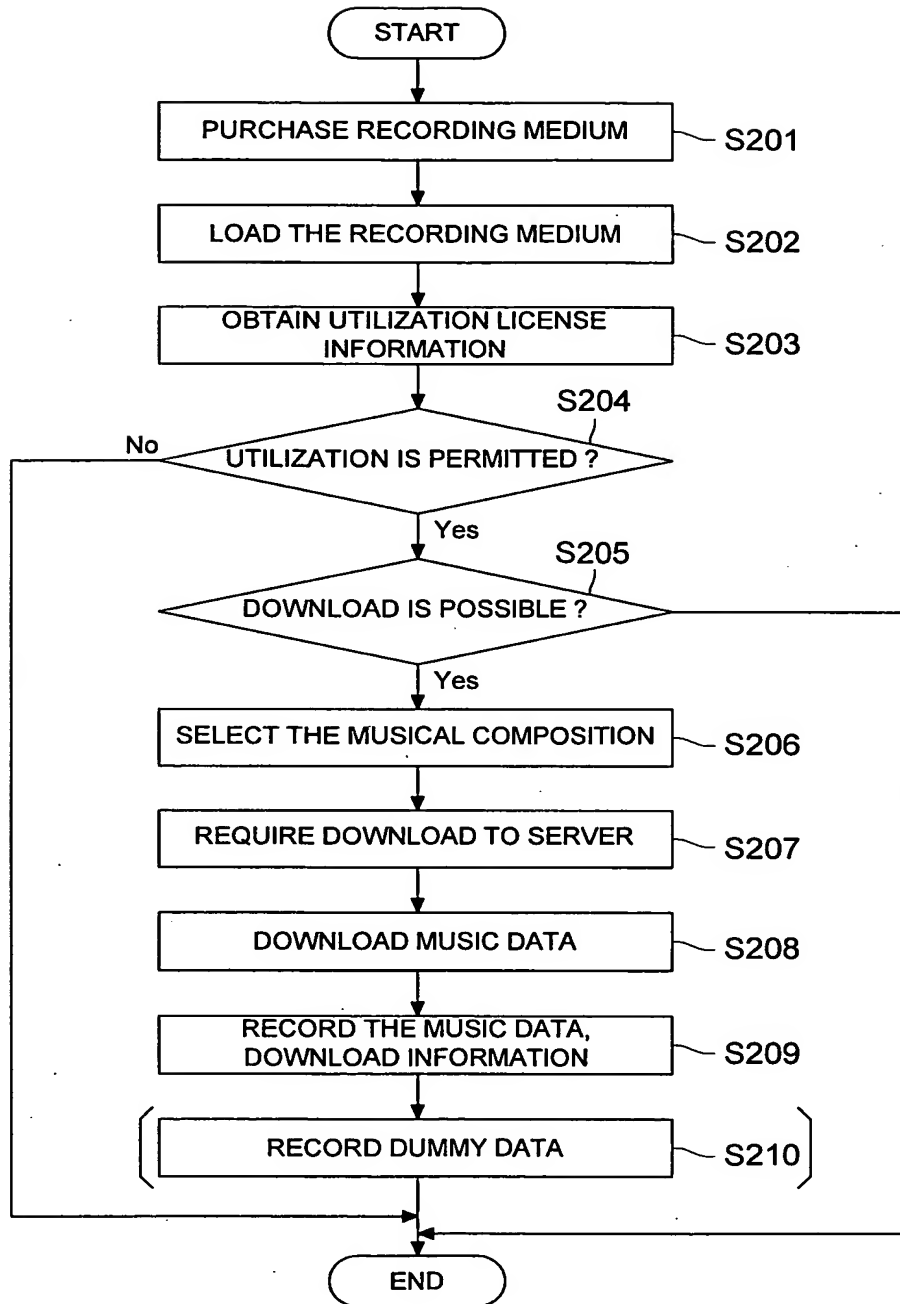 START
PURCHASE RECORDING MEDIUM
S201
LOAD THE RECORDING MEDIUM
S202
OBTAIN UTILIZATION LICENSE
INFORMATION
S203
S204
No
UTILIZATION IS PERMITTED ?
Yes
S205
DOWNLOAD IS POSSIBLE ?
Yes
SELECT THE MUSICAL COMPOSITION
S206
REQUIRE DOWNLOAD TO SERVER
S207
DOWNLOAD MUSIC DATA
S208
RECORD THE MUSIC DATA,
DOWNLOAD INFORMATION
S209
RECORD DUMMY DATA
S210
END